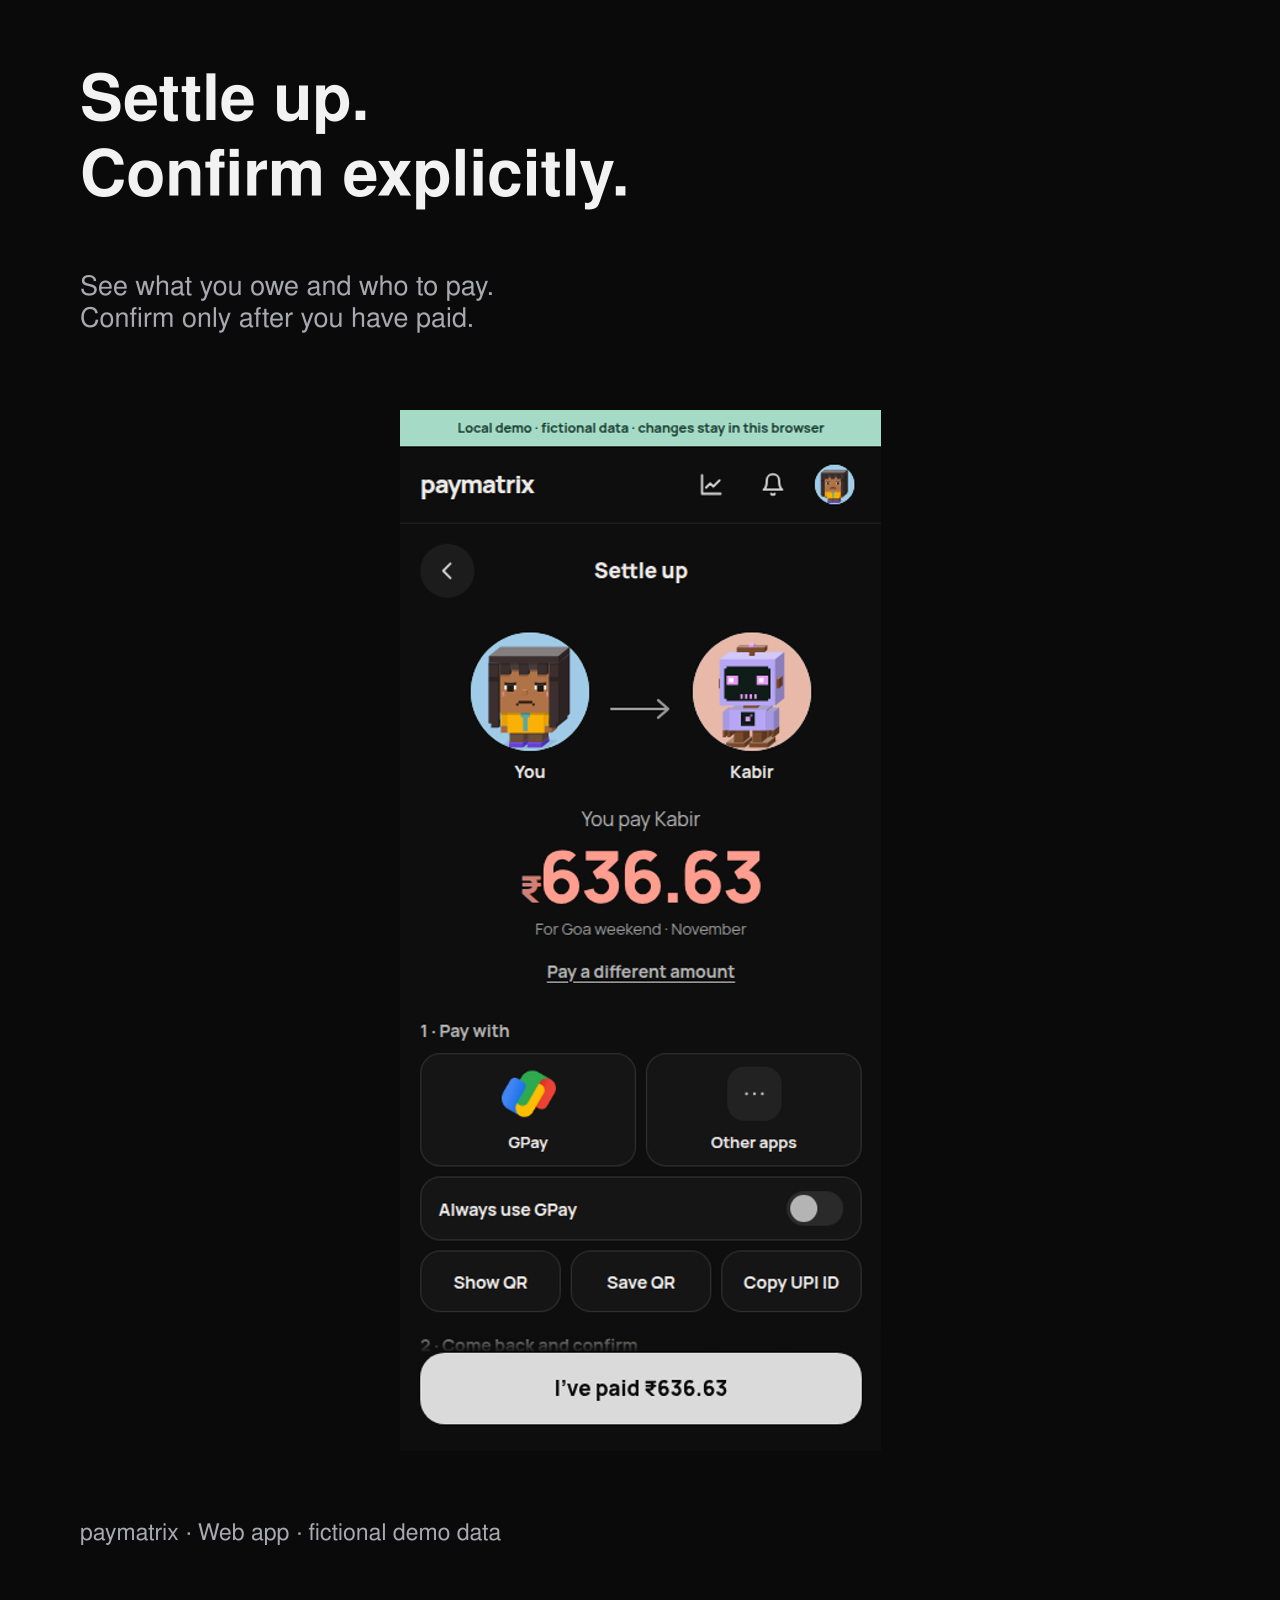 Settle up.
Confirm explicitly.
See what you owe and who to pay.
Confirm only after you have paid.
Local demo · fictional data · changes stay in this browser
paymatrix
Settle up
You
Kabir
You pay Kabir
₹636.63
For Goa weekend · November
Pay a different amount
1 · Pay with
GPay
Other apps
Always use GPay
Show QR
Save QR
Copy UPI ID
2 · Come back and confirm
I’ve paid ₹636.63
paymatrix · Web app · fictional demo data